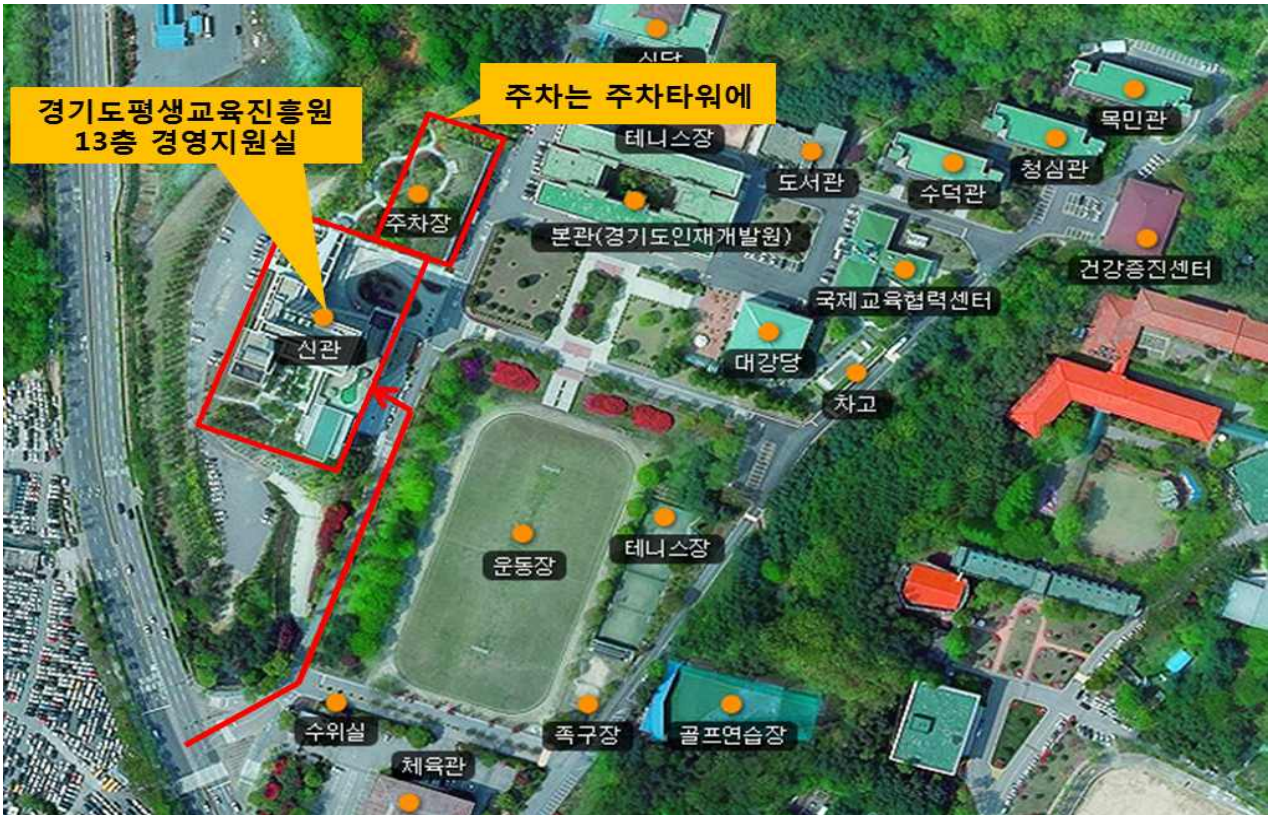 식당
경기도평생교육진흥원
13층 경영지원실
주차는 주차타워에
목민관
테니스장
도서관
수덕관
청심관
주차장
본관(경기도인재개발원)
건강증진센터
국제교육협력센터
신관
대강당
차고
운동장
테니스장
수위실
족구장
골프연습장
체육관